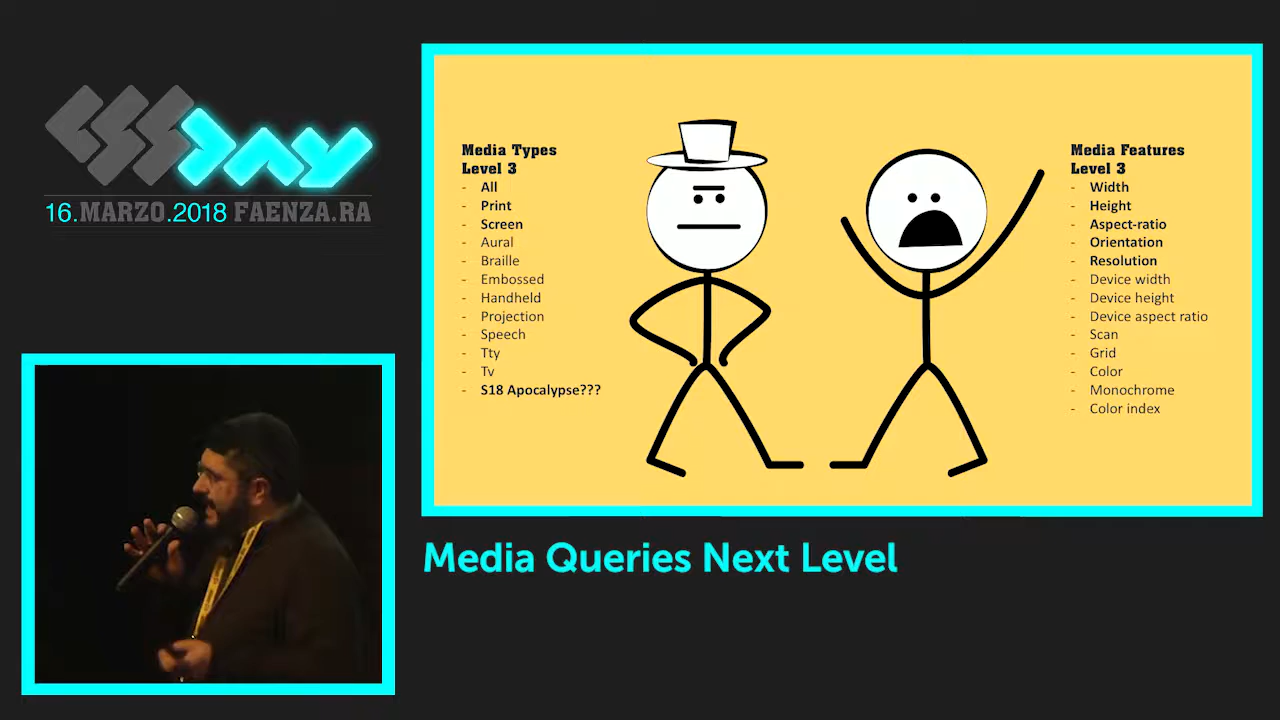 CSS DAY
16.MARZO.2018 FAENZA.RA
Media Types
Level 3
- All
- Print
- Screen
- Aural
- Braille
- Embossed
- Handheld
- Projection
- Speech
- Tty
- Tv
- S18 Apocalypse???
Media Features
Level 3
- Width
- Height
- Aspect-ratio
- Orientation
- Resolution
- Device width
- Device height
- Device aspect ratio
- Scan
- Grid
- Color
- Monochrome
- Color index
Media Queries Next Level